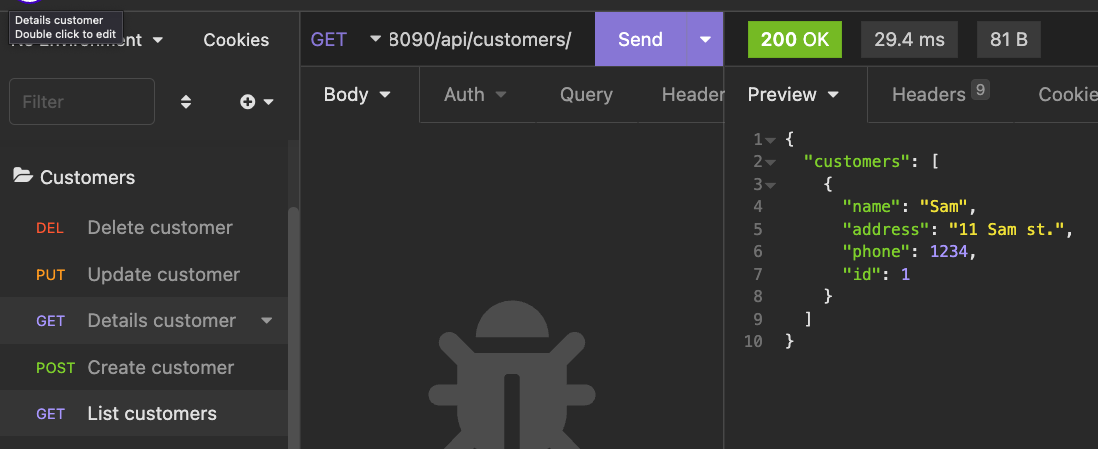 Details customer
Double click to edit
No Environment
Cookies
GET
8090/api/customers/
Send
200 OK
29.4 ms
81 B
Filter
Body
Auth
Query
Header
Preview
Headers 9
Cookie
Customers
DEL Delete customer
PUT Update customer
GET Details customer
POST Create customer
GET List customers
1 {
2 "customers": [
3 {
4 "name": "Sam",
5 "address": "11 Sam st.",
6 "phone": 1234,
7 "id": 1
8 }
9 ]
10 }